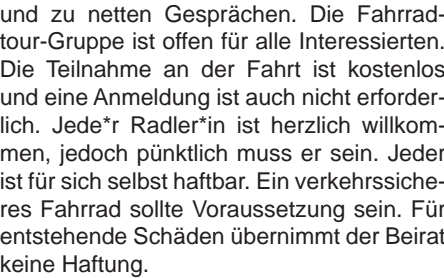 und zu netten Gesprächen. Die Fahrrad-
tour-Gruppe ist offen für alle Interessierten.
Die Teilnahme an der Fahrt ist kostenlos
und eine Anmeldung ist auch nicht erforder-
lich. Jede*r Radler*in ist herzlich willkom-
men, jedoch pünktlich muss er sein. Jeder
ist für sich selbst haftbar. Ein verkehrssiche-
res Fahrrad sollte Voraussetzung sein. Für
entstehende Schäden übernimmt der Beirat
keine Haftung.